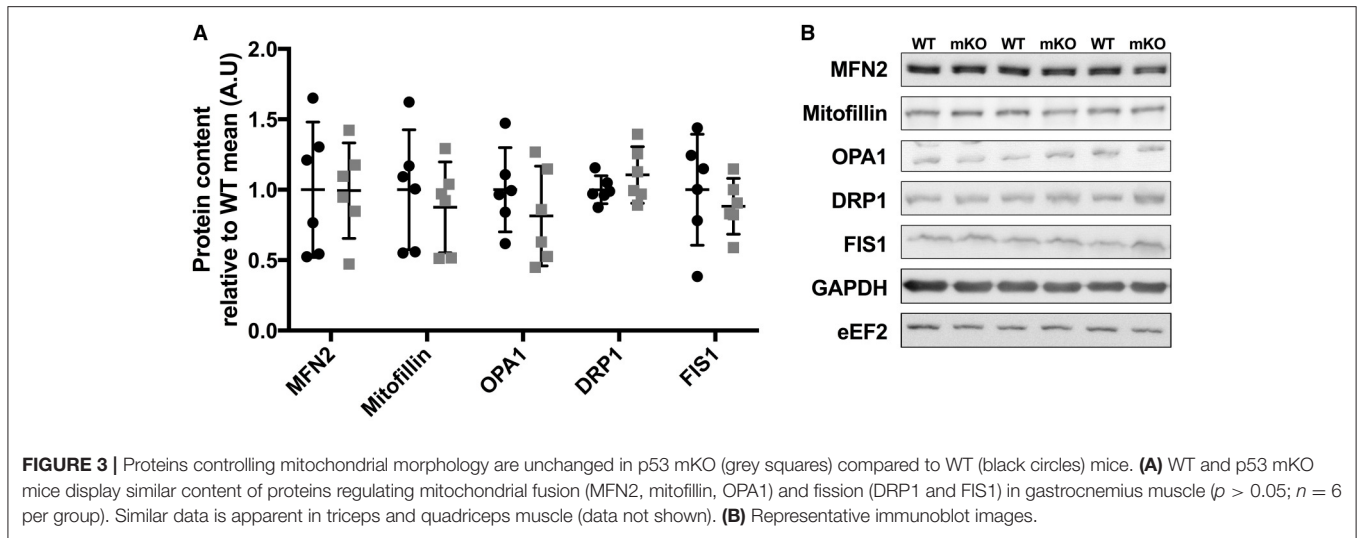 A
Protein content
relative to WT mean (A.U)
2.0
1.5
1.0
0.5
0.0
MFN2
Mitofillin
OPA1
DRP1
FIS1
B
WT mKO WT mKO WT mKO
MFN2
Mitofillin
OPA1
DRP1
FIS1
GAPDH
eEF2
FIGURE 3 | Proteins controlling mitochondrial morphology are unchanged in p53 mKO (grey squares) compared to WT (black circles) mice. (A) WT and p53 mKO
mice display similar content of proteins regulating mitochondrial fusion (MFN2, mitofillin, OPA1) and fission (DRP1 and FIS1) in gastrocnemius muscle (p > 0.05; n = 6
per group). Similar data is apparent in triceps and quadriceps muscle (data not shown). (B) Representative immunoblot images.